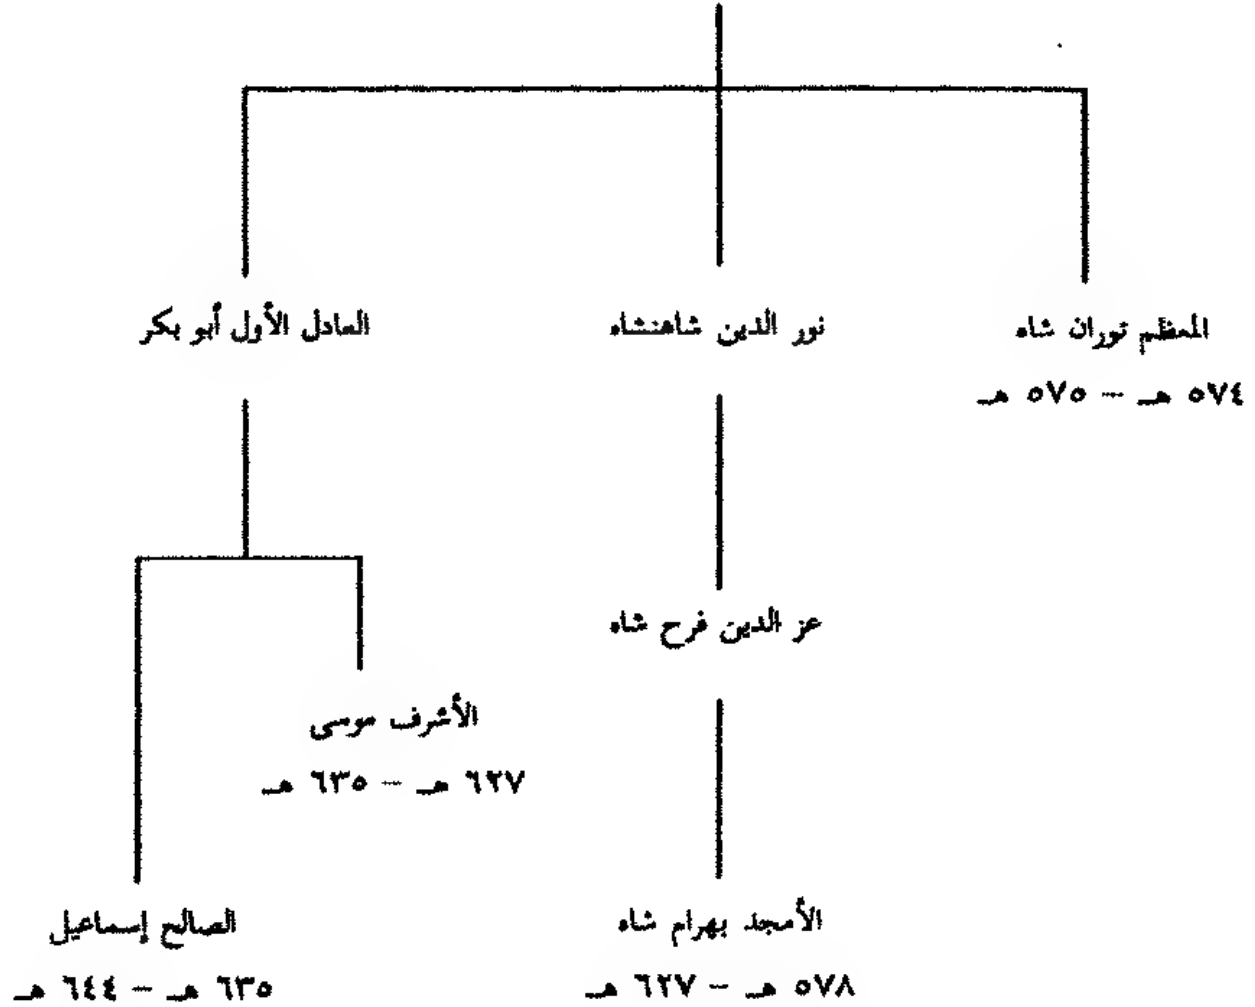 المعظم توران شاه
٥٧٤ هـ – ٥٧٥ هـ
نور الدين شاهنشاه
العادل الأول أبو بكر
عز الدين فرح شاه
الأشرف موسى
٦٢٧ هـ – ٦٣٥ هـ
الأمجد بهرام شاه
٥٧٨ هـ – ٦٢٧ هـ
الصالح إسماعيل
٦٣٥ هـ – ٦٤٤ هـ